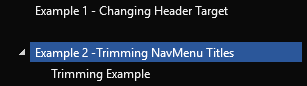 Example 1 - Changing Header Target
Example 2 -Trimming NavMenu Titles
Trimming Example